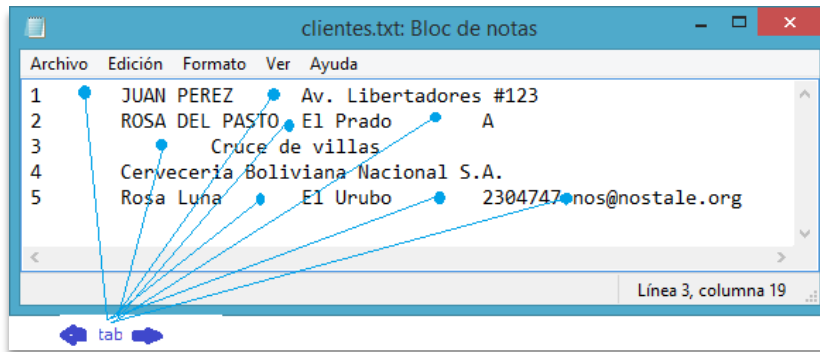 clientes.txt: Bloc de notas
Archivo Edición Formato Ver Ayuda
1 JUAN PEREZ Av. Libertadores #123
2 ROSA DEL PASTO El Prado A
3 Cruce de villas
4 Cerveceria Boliviana Nacional S.A.
5 Rosa Luna El Urubo 2304747 nos@nostale.org
Línea 3, columna 19
tab